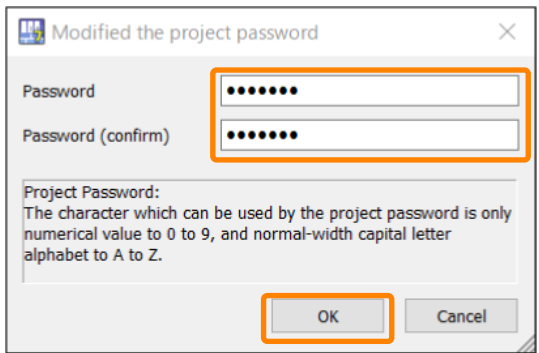 Modified the project password
Password
•••••••
Password (confirm)
•••••••
Project Password:
The character which can be used by the project password is only
numerical value to 0 to 9, and normal-width capital letter
alphabet to A to Z.
OK
Cancel